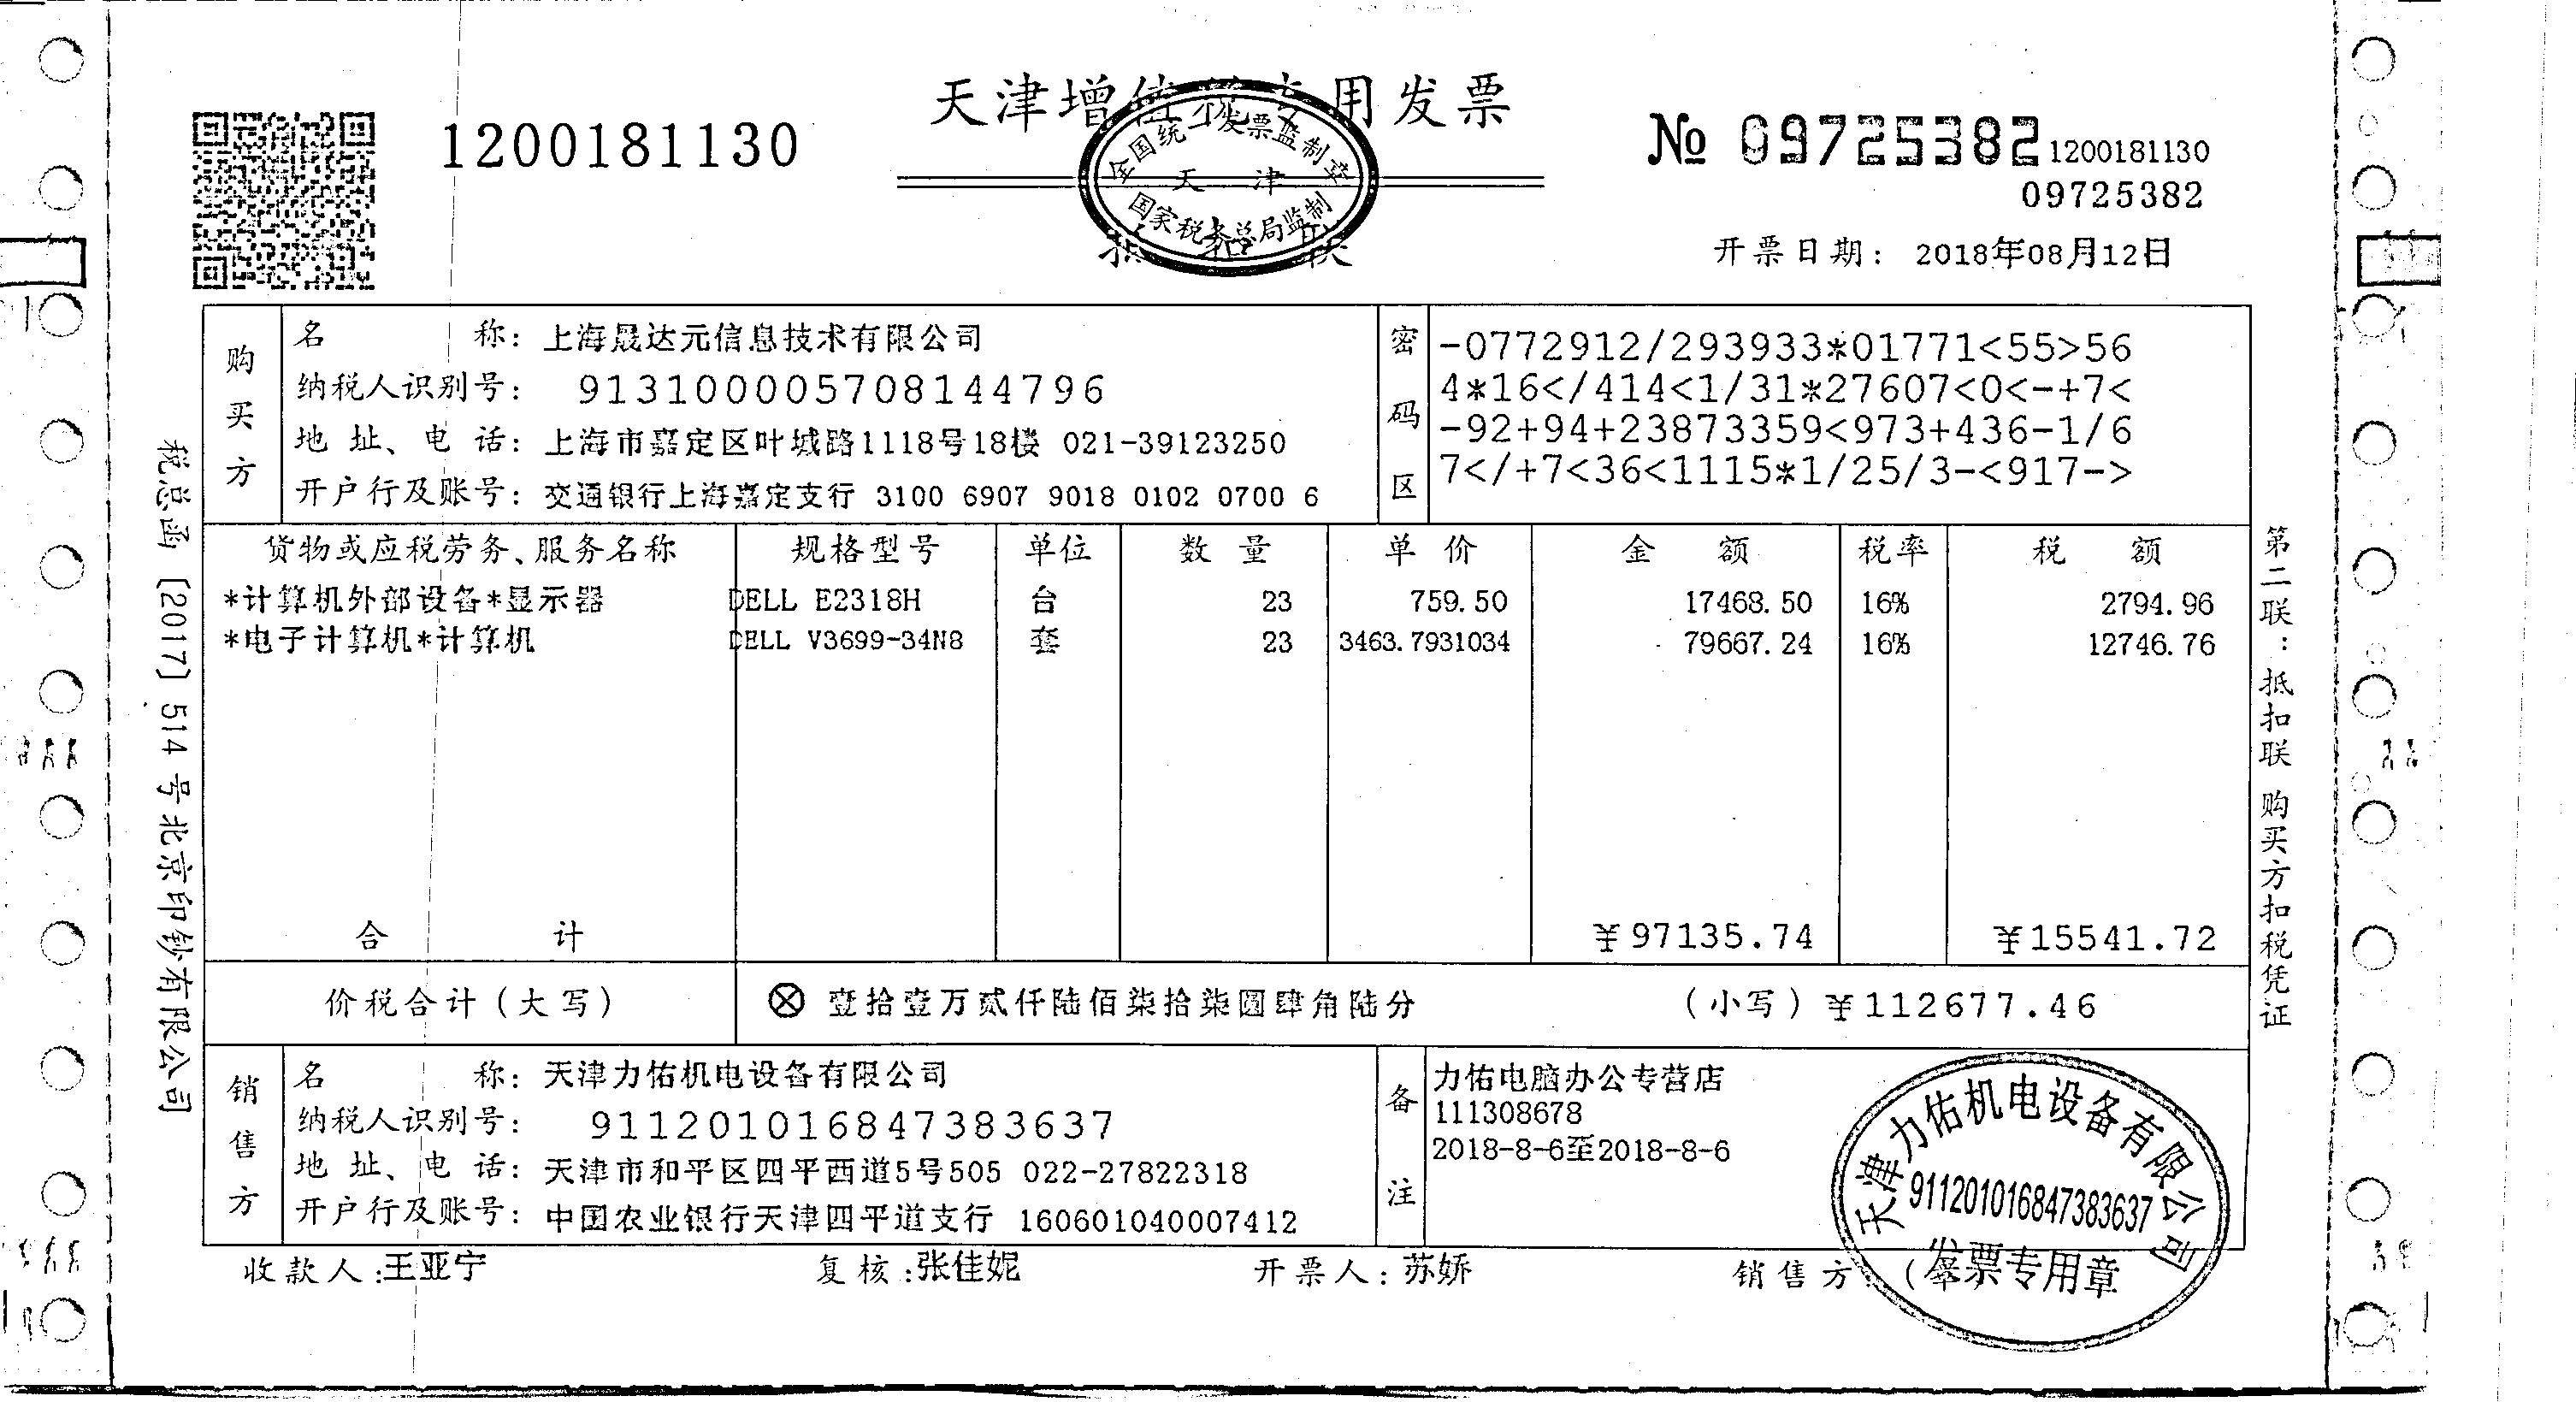 天津增值税专用发票
1200181130
№ 09725382
1200181130
09725382
全国统一发票监制章
天 津
国家税务总局监制
抵 扣 联
开票日期: 2018年08月12日
购买方
名 称: 上海晟达元信息技术有限公司
纳税人识别号: 913100005708144796
地 址、电 话: 上海市嘉定区叶城路1118号18楼 021-39123250
开户行及账号: 交通银行上海嘉定支行 3100 6907 9018 0102 0700 6
密码区
-0772912/293933*01771<55>56
4*16</414<1/31*27607<0<-+7<
-92+94+23873359<973+436-1/6
7</+7<36<1115*1/25/3-<917->
货物或应税劳务、服务名称 规格型号 单位 数 量 单 价 金 额 税率 税 额
*计算机外部设备*显示器 DELL E2318H 台 23 759.50 17468.50 16% 2794.96
*电子计算机*计算机 DELL V3699-34N8 套 23 3463.7931034 79667.24 16% 12746.76
合 计 ¥97135.74 ¥15541.72
价税合计(大写) ⊗ 壹拾壹万贰仟陆佰柒拾柒圆肆角陆分 (小写) ¥112677.46
销售方
名 称: 天津力佑机电设备有限公司
纳税人识别号: 911201016847383637
地 址、电 话: 天津市和平区四平西道5号505 022-27822318
开户行及账号: 中国农业银行天津四平道支行 160601040007412
备注
力佑电脑办公专营店
111308678
2018-8-6至2018-8-6
天津力佑机电设备有限公司
911201016847383637
发票专用章
收款人:王亚宁 复核:张佳妮 开票人:苏娇 销售方:(章
税总函〔2017〕514号北京印钞有限公司
第二联:抵扣联 购买方扣税凭证